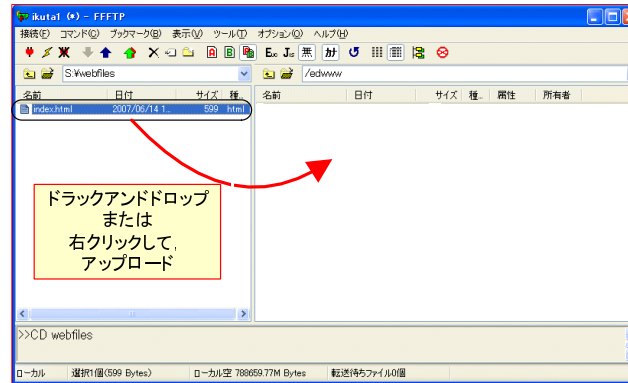 ikuta1 (*) - FFFTP
接続(F) コマンド(C) ブックマーク(B) 表示(V) ツール(T) オプション(O) ヘルプ(H)
S:¥webfiles
/edwww
名前 日付 サイズ 種.. 名前 日付 サイズ 種.. 属性 所有者
index.html 2007/06/14 1... 599 html
ドラックアンドドロップ
または
右クリックして,
アップロード
>>CD webfiles
ローカル 選択1個(599 Bytes) ローカル空 788659.77M Bytes 転送待ちファイル0個